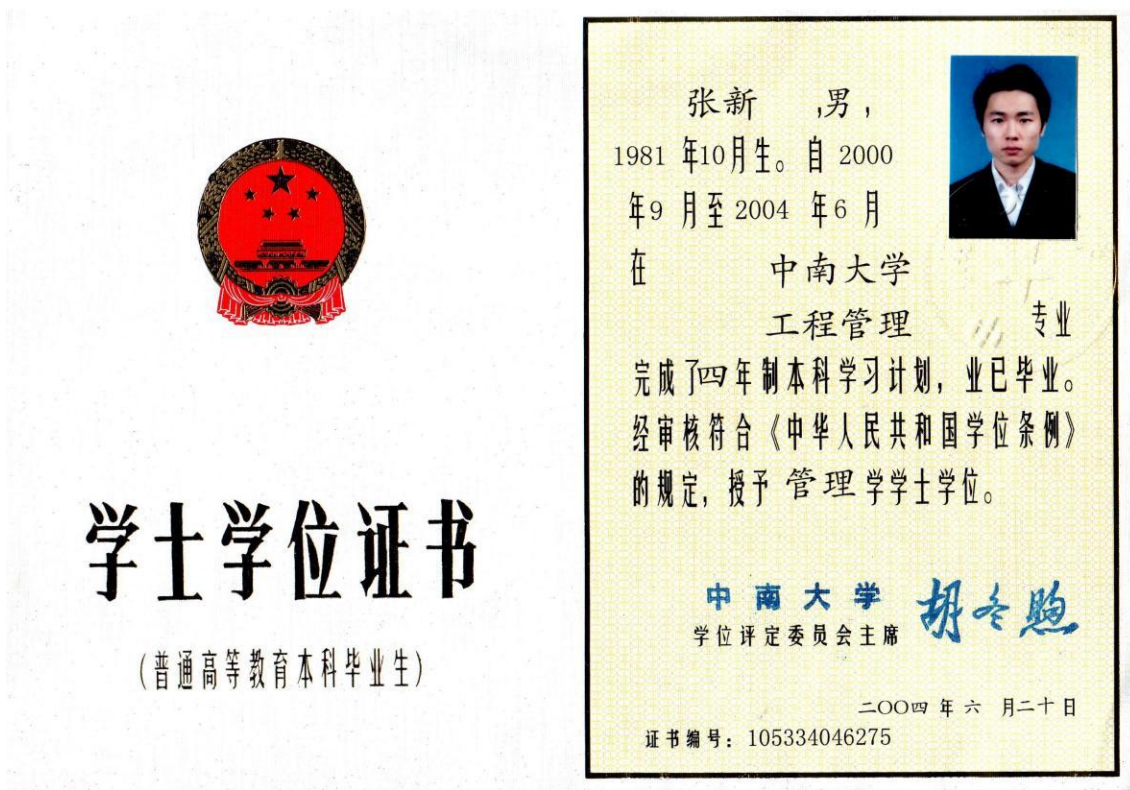 学士学位证书
(普通高等教育本科毕业生)
张新 ,男,
1981 年10月生。自 2000
年9 月至 2004 年6 月
在 中南大学
工程管理 专业
完成了四年制本科学习计划,业已毕业。
经审核符合《中华人民共和国学位条例》
的规定,授予 管理 学学士学位。
中南大学 胡冬煦
学位评定委员会主席
二〇〇四 年 六 月二十日
证书编号:105334046275